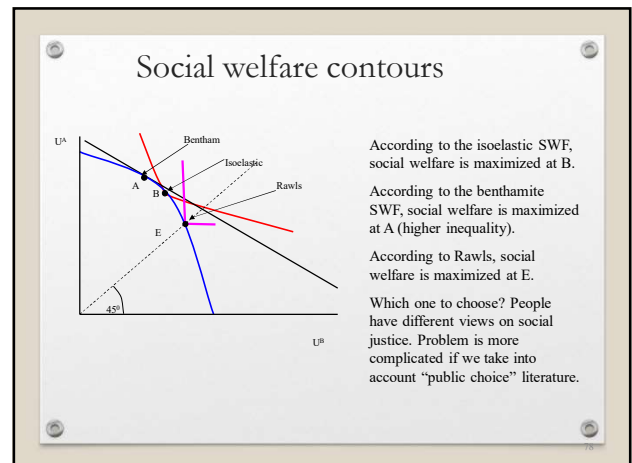 Social welfare contours
Uᴬ
Bentham
Isoelastic
Rawls
A
B
E
45⁰
Uᴮ
According to the isoelastic SWF,
social welfare is maximized at B.
According to the benthamite
SWF, social welfare is maximized
at A (higher inequality).
According to Rawls, social
welfare is maximized at E.
Which one to choose? People
have different views on social
justice. Problem is more
complicated if we take into
account “public choice” literature.
78